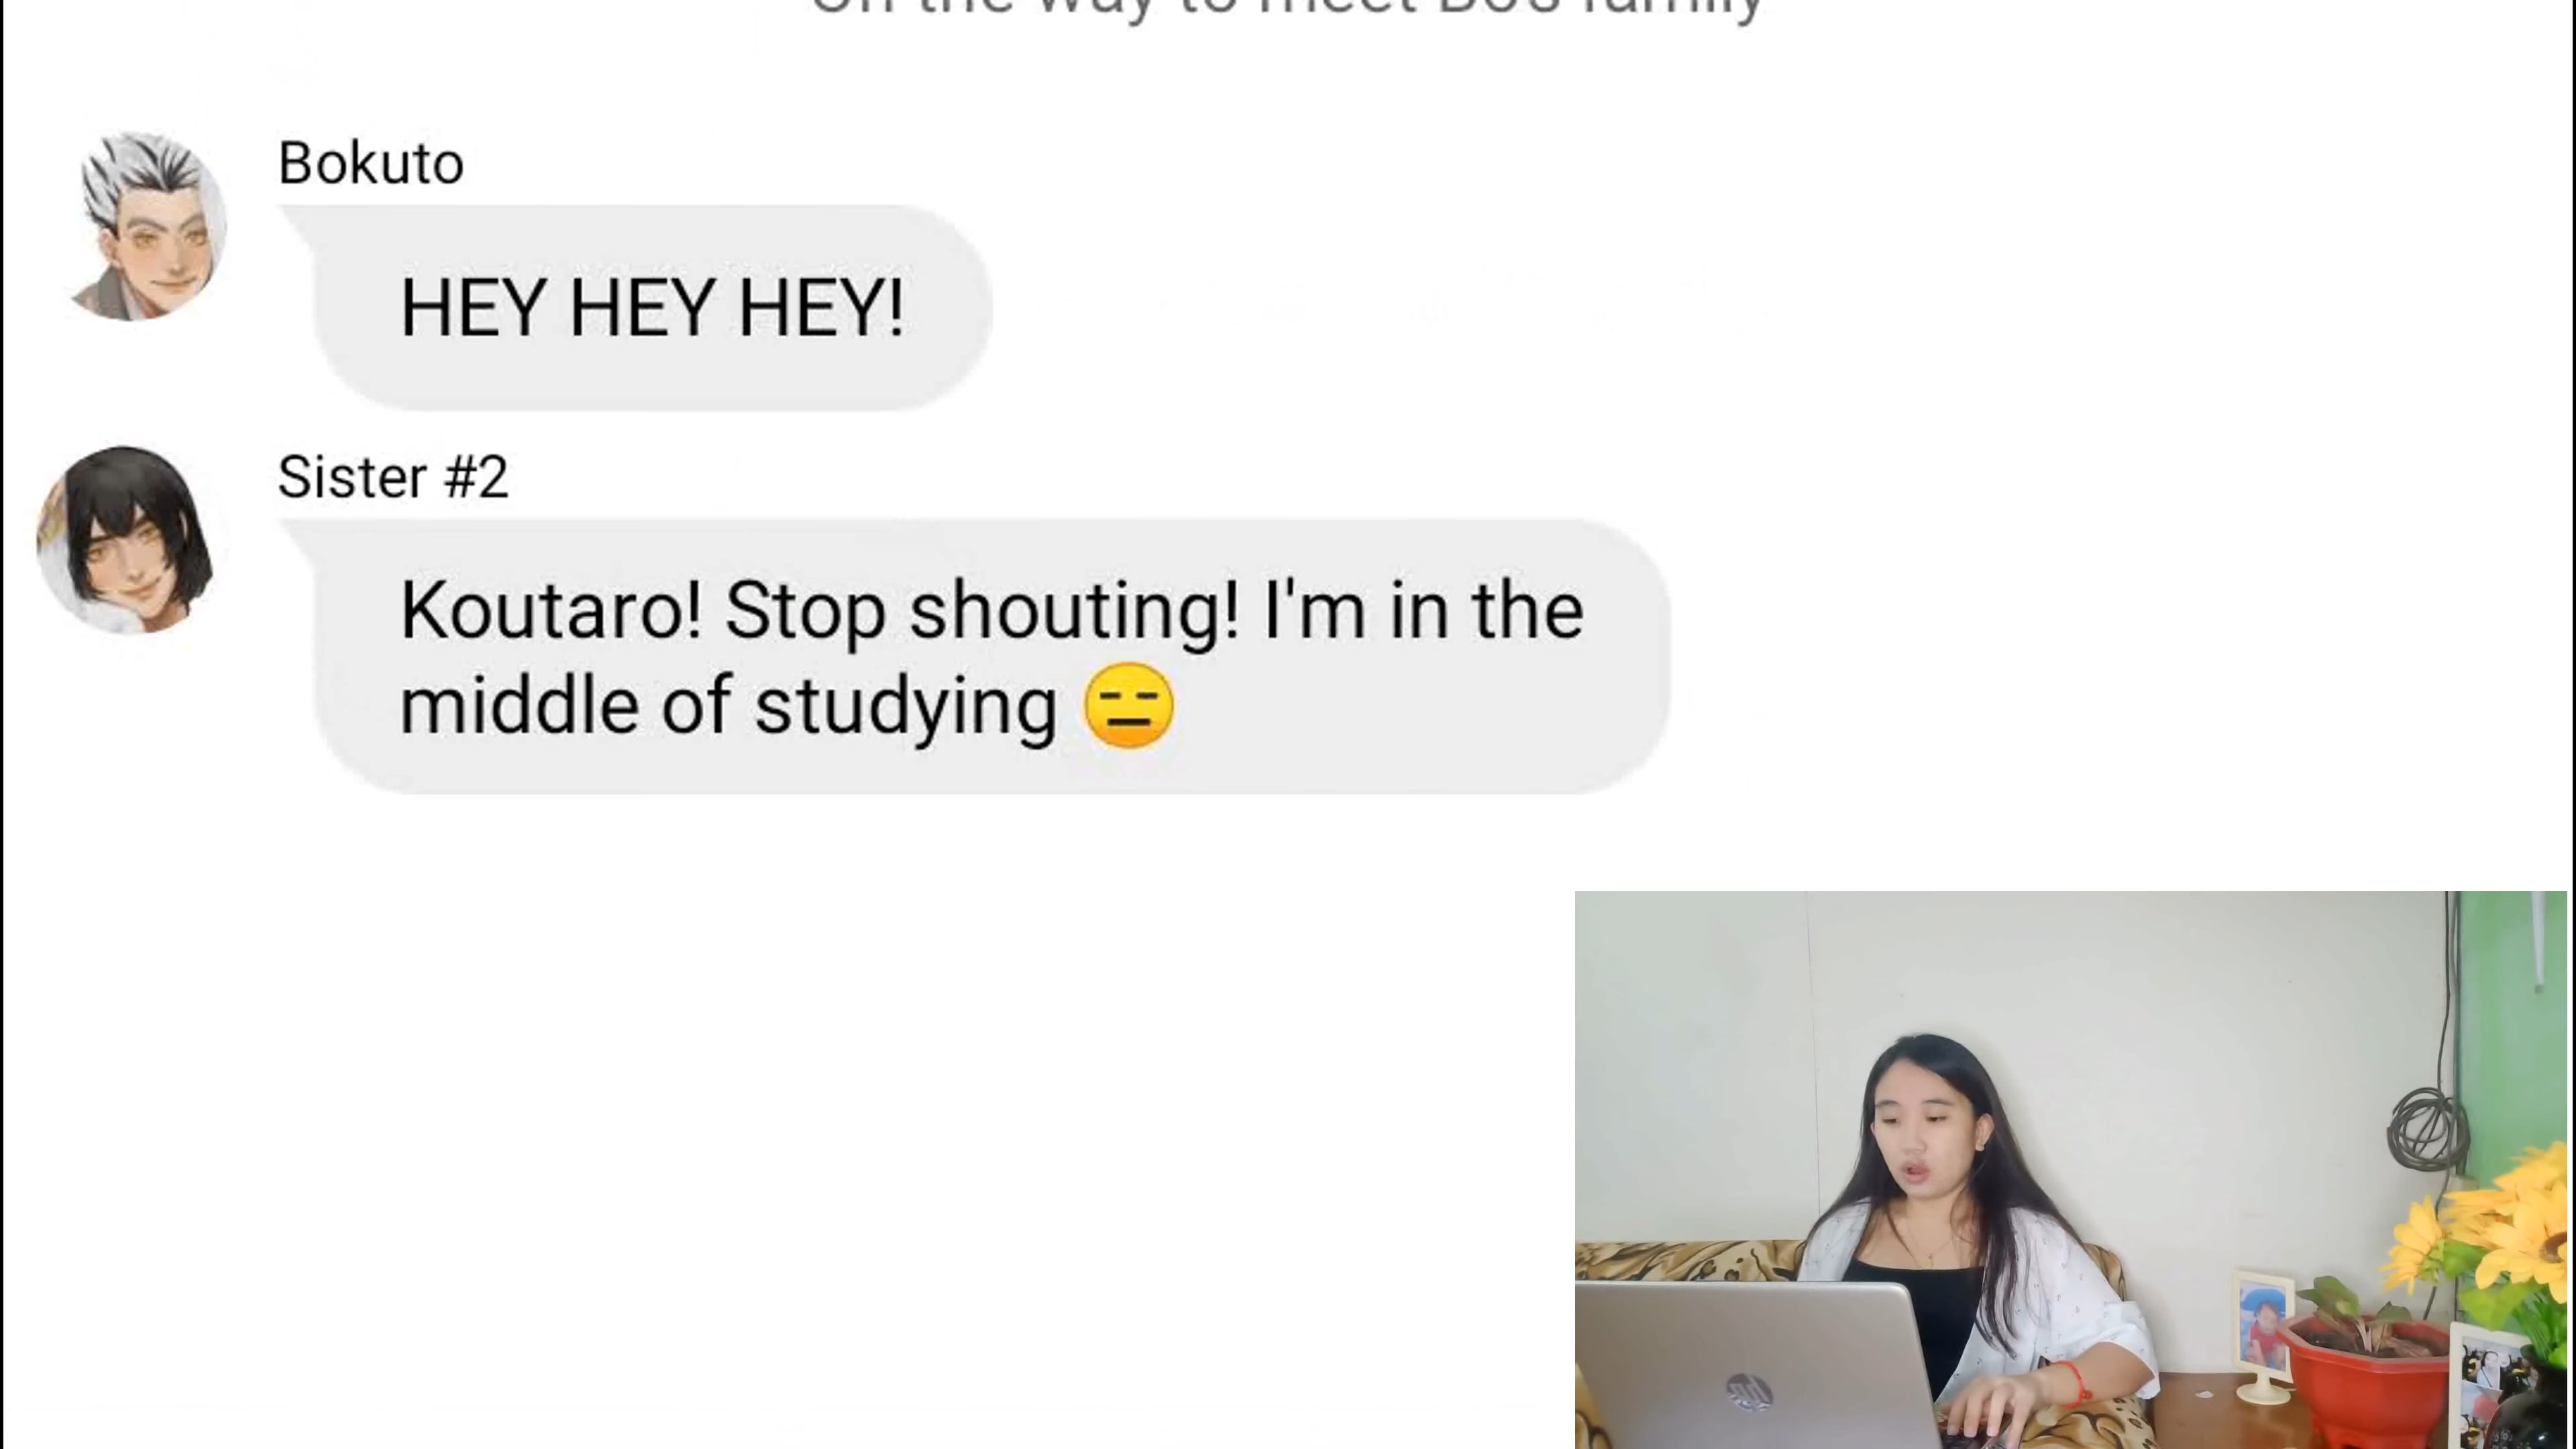 On the way to meet Bo's family
Bokuto
HEY HEY HEY!
Sister #2
Koutaro! Stop shouting! I'm in the
middle of studying 😑
hp